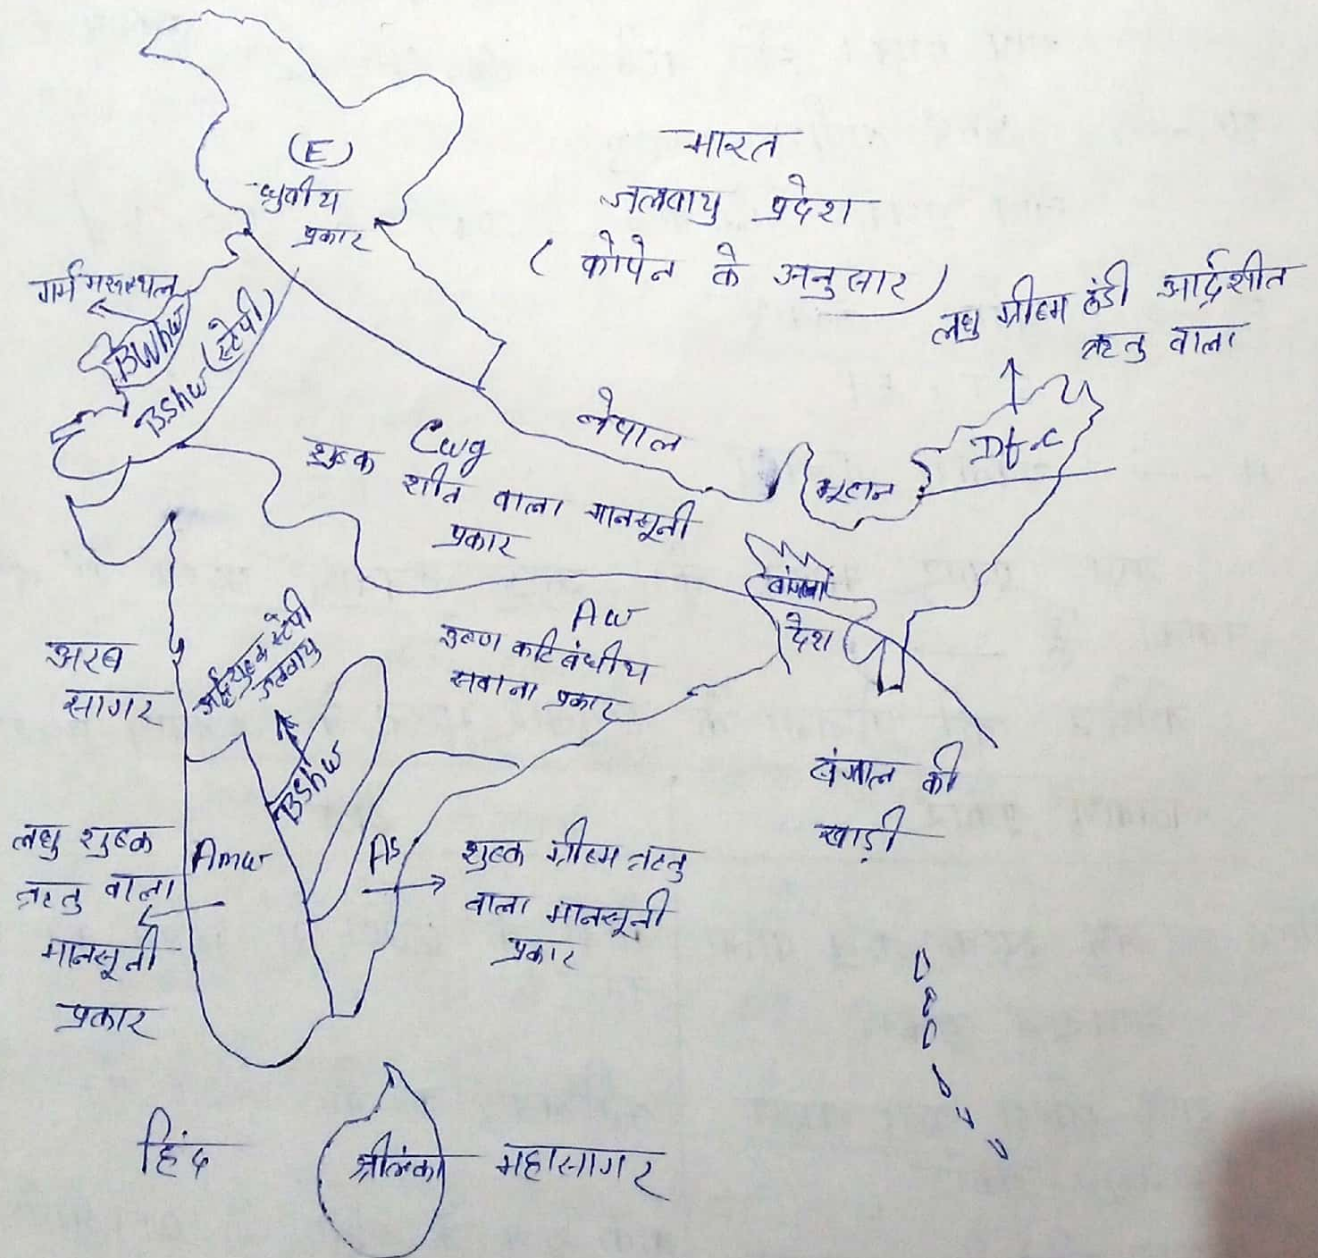 भारत
जलवायु प्रदेश
( कोपेन के अनुसार )
(E)
ध्रुवीय
प्रकार
गर्म मरुस्थल
BWhw
BShw (स्टेपी)
लघु ग्रीष्म ठंडी आर्द्रशीत
ऋतु वाला
Dfc
नेपाल
भूटान
Cwg
शुष्क
शीत वाला मानसूनी
प्रकार
बांग्ला
देश
Aw
उष्ण कटिबंधीय
सवाना प्रकार
अरब
सागर
अर्द्धशुष्क स्टेपी
जलवायु
BShw
बंगाल की
खाड़ी
लघु शुष्क
ऋतु वाला
मानसूनी
प्रकार
Amw
As
शुष्क ग्रीष्म ऋतु
वाला मानसूनी
प्रकार
हिंद
श्रीलंका
महासागर